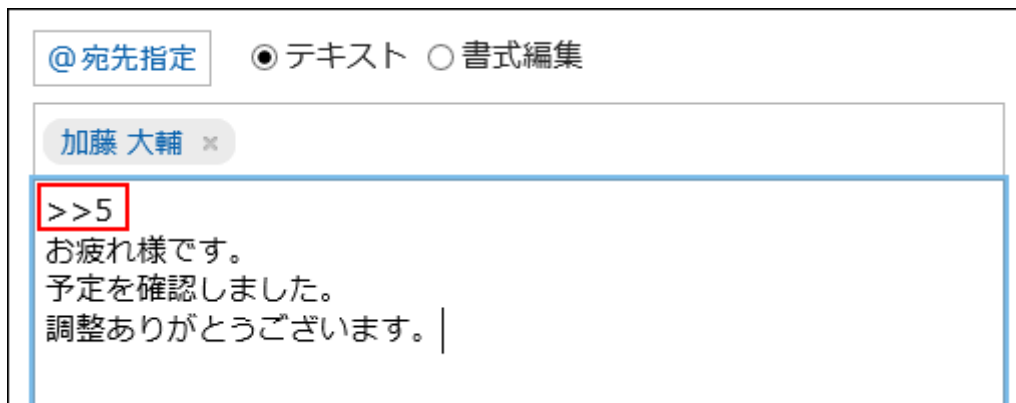 @宛先指定 テキスト 書式編集
加藤 大輔 ×
>>5
お疲れ様です。
予定を確認しました。
調整ありがとうございます。